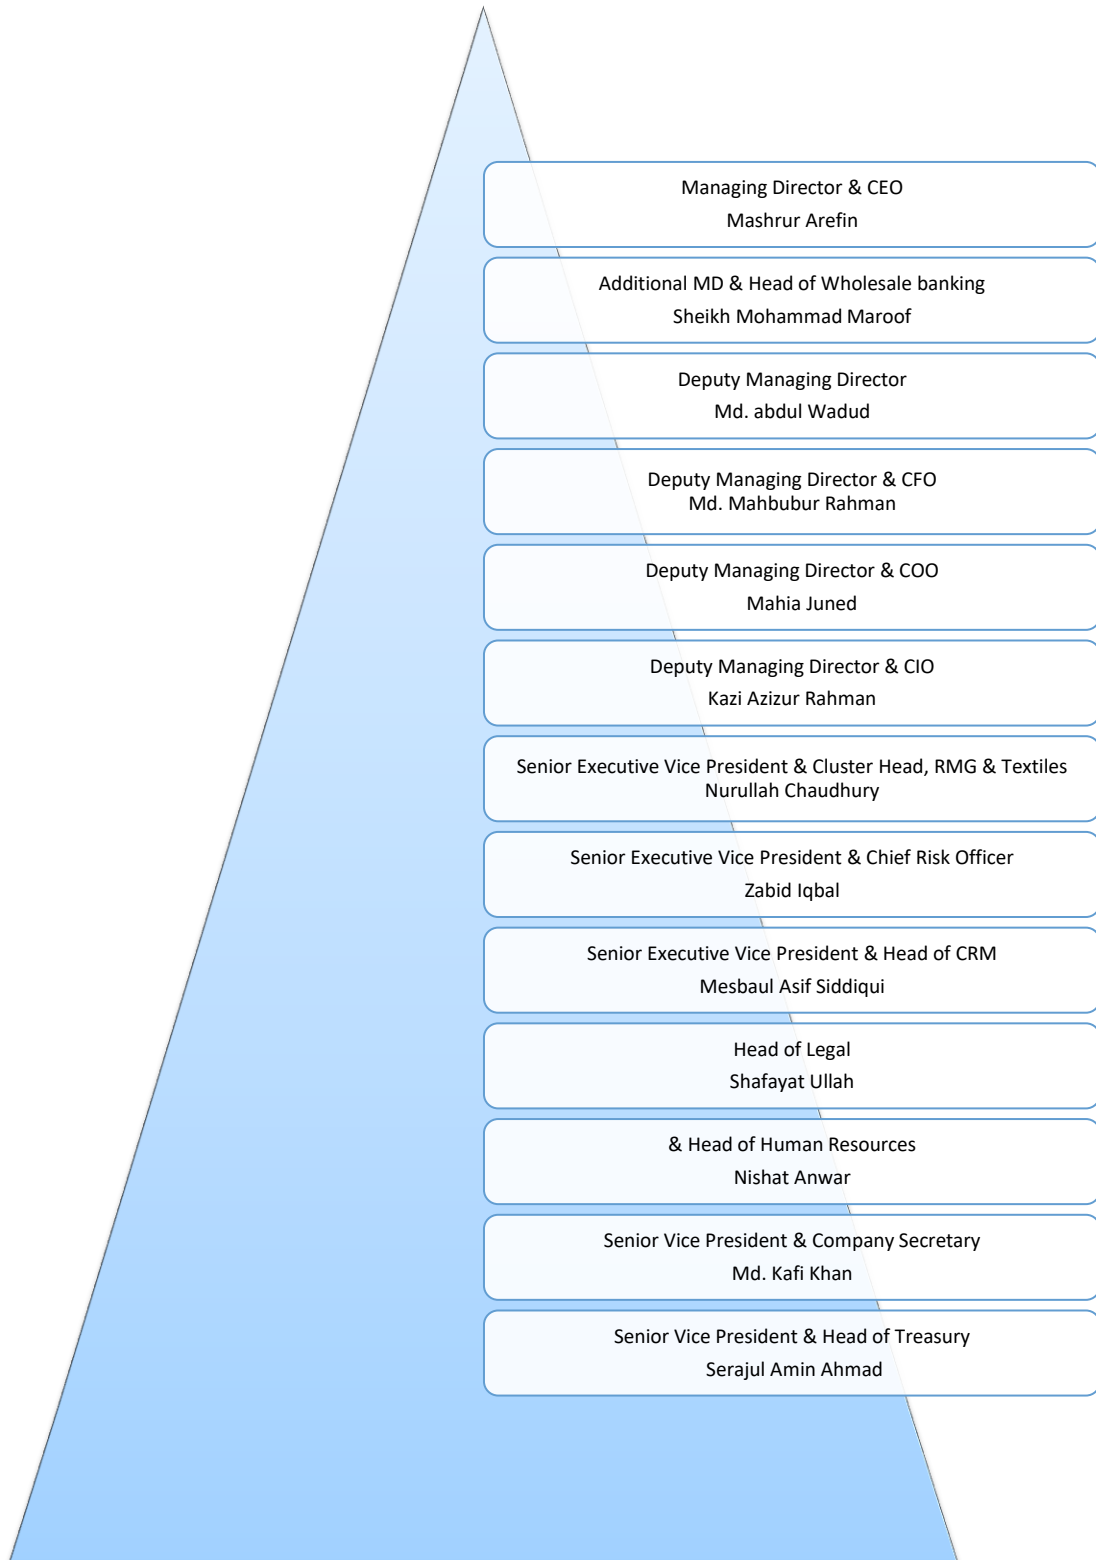 Managing Director & CEO
Mashrur Arefin
Additional MD & Head of Wholesale banking
Sheikh Mohammad Maroof
Deputy Managing Director
Md. abdul Wadud
Deputy Managing Director & CFO
Md. Mahbubur Rahman
Deputy Managing Director & COO
Mahia Juned
Deputy Managing Director & CIO
Kazi Azizur Rahman
Senior Executive Vice President & Cluster Head, RMG & Textiles
Nurullah Chaudhury
Senior Executive Vice President & Chief Risk Officer
Zabid Iqbal
Senior Executive Vice President & Head of CRM
Mesbaul Asif Siddiqui
Head of Legal
Shafayat Ullah
& Head of Human Resources
Nishat Anwar
Senior Vice President & Company Secretary
Md. Kafi Khan
Senior Vice President & Head of Treasury
Serajul Amin Ahmad